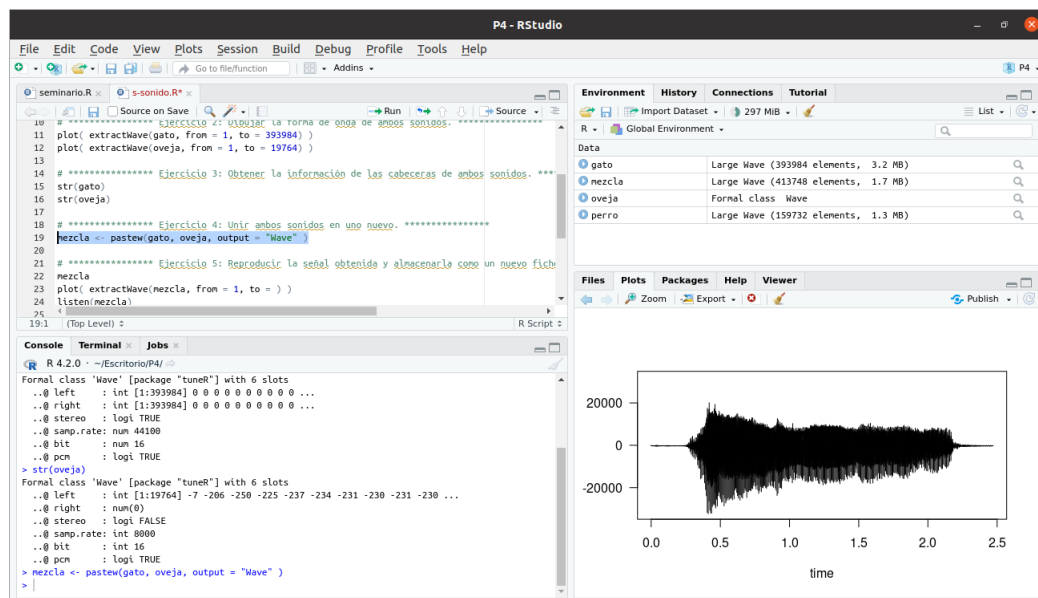 P4 - RStudio
File Edit Code View Plots Session Build Debug Profile Tools Help
Go to file/function Addins P4
seminario.R s-sonido.R*
Source on Save Run Source
10 # **************** Ejercicio 2: Dibujar la forma de onda de ambos sonidos. ****************
11 plot( extractWave(gato, from = 1, to = 393984) )
12 plot( extractWave(oveja, from = 1, to = 19764) )
13
14 # **************** Ejercicio 3: Obtener la información de las cabeceras de ambos sonidos. ***
15 str(gato)
16 str(oveja)
17
18 # **************** Ejercicio 4: Unir ambos sonidos en uno nuevo. ****************
19 mezcla <- pastew(gato, oveja, output = "Wave" )
20
21 # **************** Ejercicio 5: Reproducir la señal obtenida y almacenarla como un nuevo fich
22 mezcla
23 plot( extractWave(mezcla, from = 1, to = ) )
24 listen(mezcla)
25
19:1 (Top Level) R Script
Console Terminal Jobs
R 4.2.0 · ~/Escritorio/P4/
Formal class 'Wave' [package "tuneR"] with 6 slots
..@ left : int [1:393984] 0 0 0 0 0 0 0 0 0 0 ...
..@ right : int [1:393984] 0 0 0 0 0 0 0 0 0 0 ...
..@ stereo : logi TRUE
..@ samp.rate: num 44100
..@ bit : num 16
..@ pcm : logi TRUE
> str(oveja)
Formal class 'Wave' [package "tuneR"] with 6 slots
..@ left : int [1:19764] -7 -206 -250 -225 -237 -234 -231 -230 -231 -230 ...
..@ right : num(0)
..@ stereo : logi FALSE
..@ samp.rate: int 8000
..@ bit : int 16
..@ pcm : logi TRUE
> mezcla <- pastew(gato, oveja, output = "Wave" )
>
Environment History Connections Tutorial
Import Dataset 297 MiB List
R Global Environment
Data
gato Large Wave (393984 elements, 3.2 MB)
mezcla Large Wave (413748 elements, 1.7 MB)
oveja Formal class Wave
perro Large Wave (159732 elements, 1.3 MB)
Files Plots Packages Help Viewer
Zoom Export Publish
20000
0
-20000
0.0 0.5 1.0 1.5 2.0 2.5
time